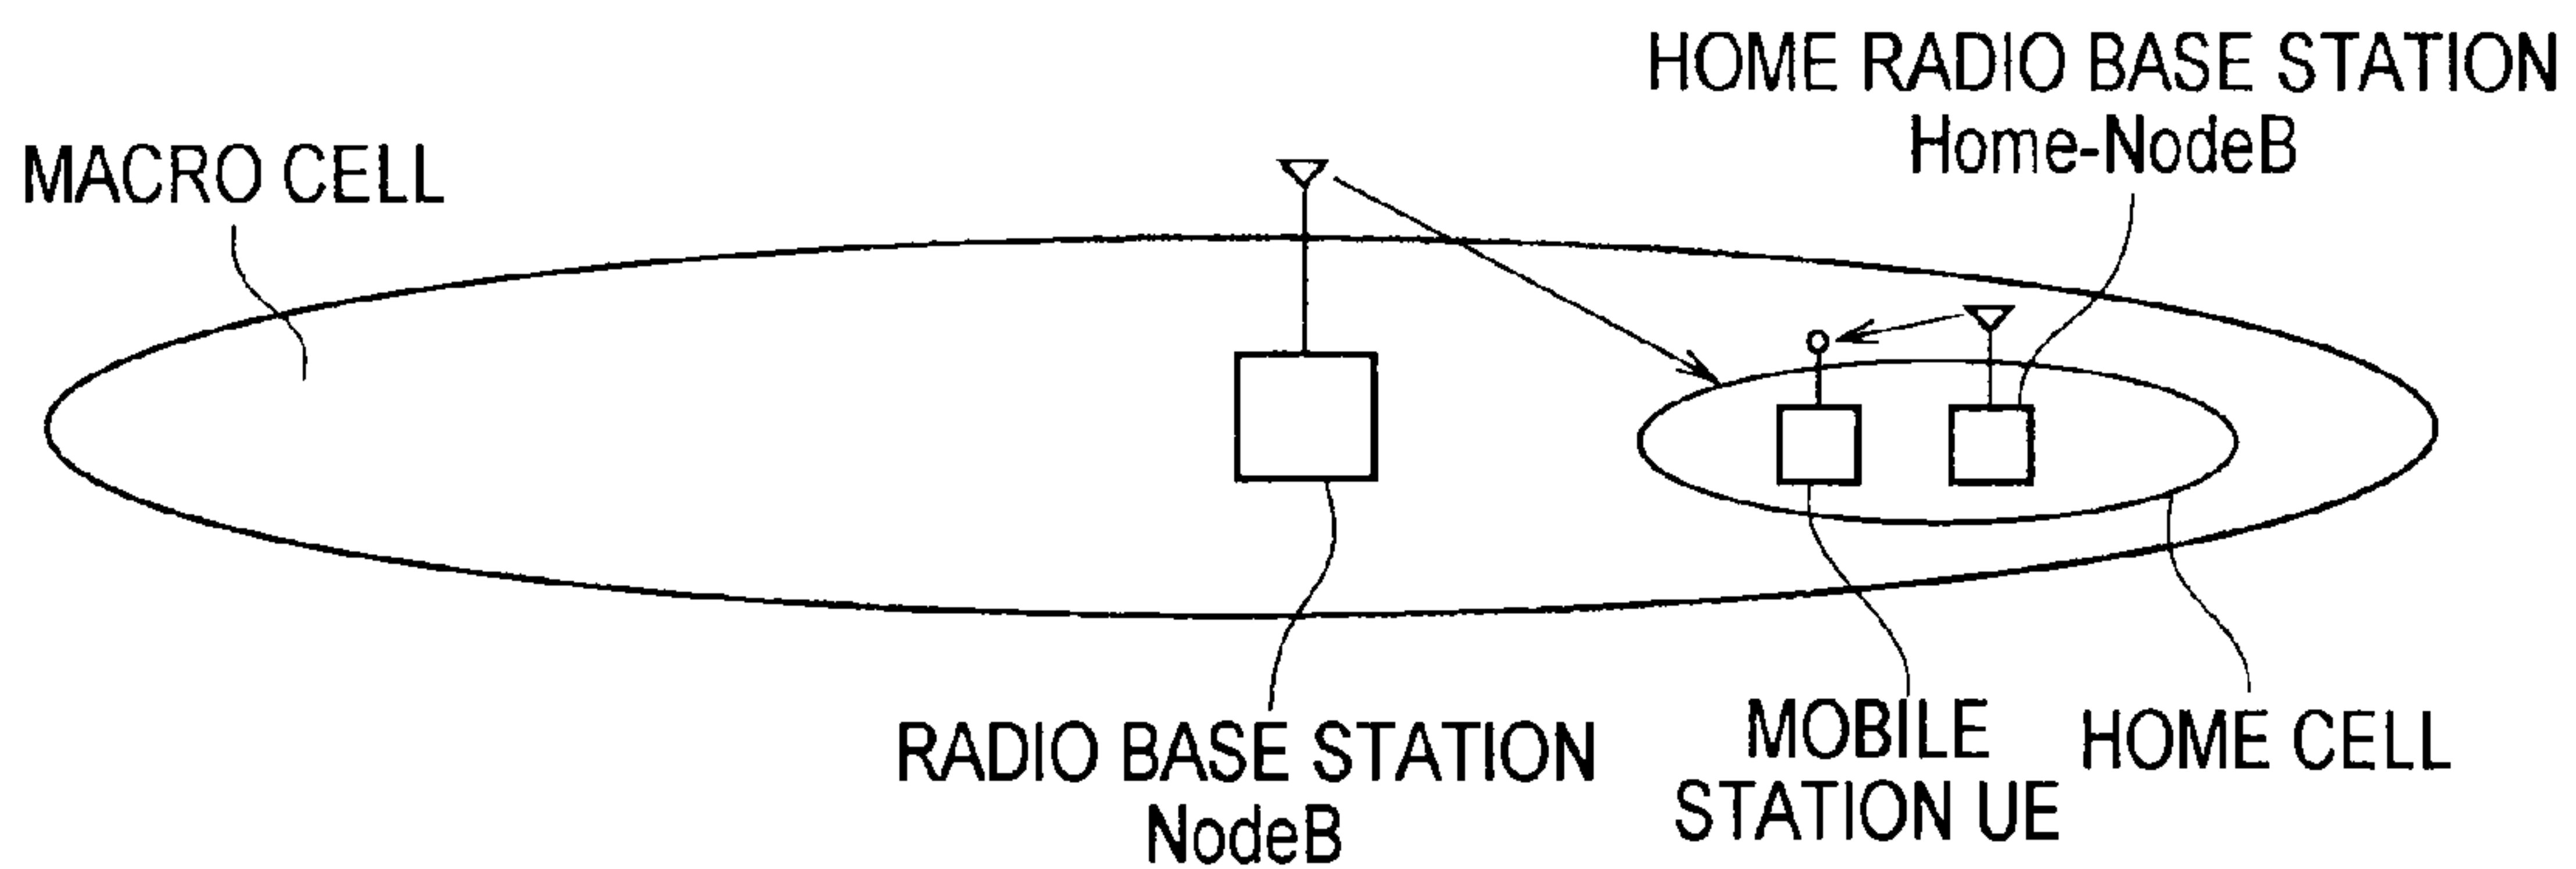 HOME RADIO BASE STATION
Home-NodeB
MACRO CELL
RADIO BASE STATION
NodeB
MOBILE
STATION UE
HOME CELL